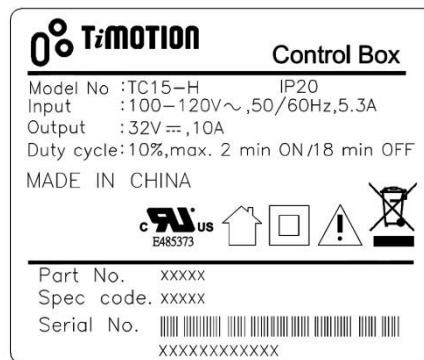 TiMOTION
Control Box
Model No :TC15-H IP20
Input :100-120V~,50/60Hz,5.3A
Output :32V⎓,10A
Duty cycle:10%,max. 2 min ON/18 min OFF
MADE IN CHINA
c RU us
E485373
Part No. xxxxx
Spec code. xxxxx
Serial No.
XXXXXXXXXXXX